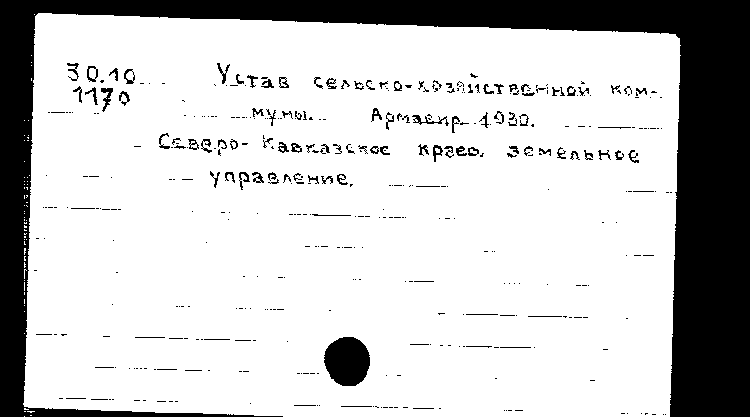 30.10 Устав сельско-хозяйственной ком-
1170 муны. Армавир 1930.
Северо-Кавказское краев. земельное
управление.